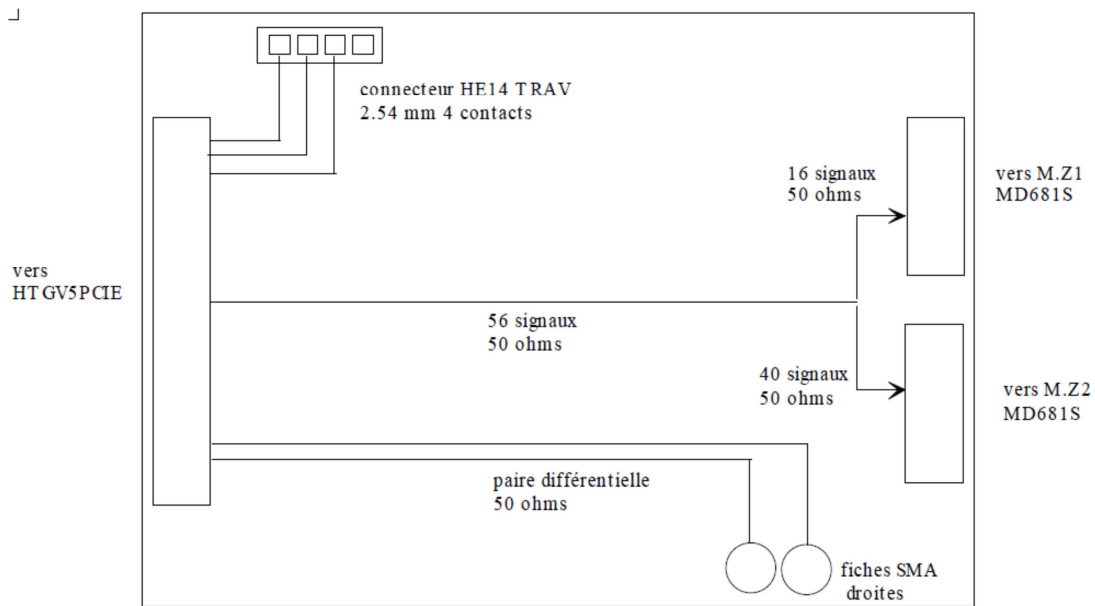 connecteur HE14 TRAV
2.54 mm 4 contacts
16 signaux
50 ohms
vers M.Z1
MD681S
vers
HTGV5PCIE
56 signaux
50 ohms
40 signaux
50 ohms
vers M.Z2
MD681S
paire différentielle
50 ohms
fiches SMA
droites